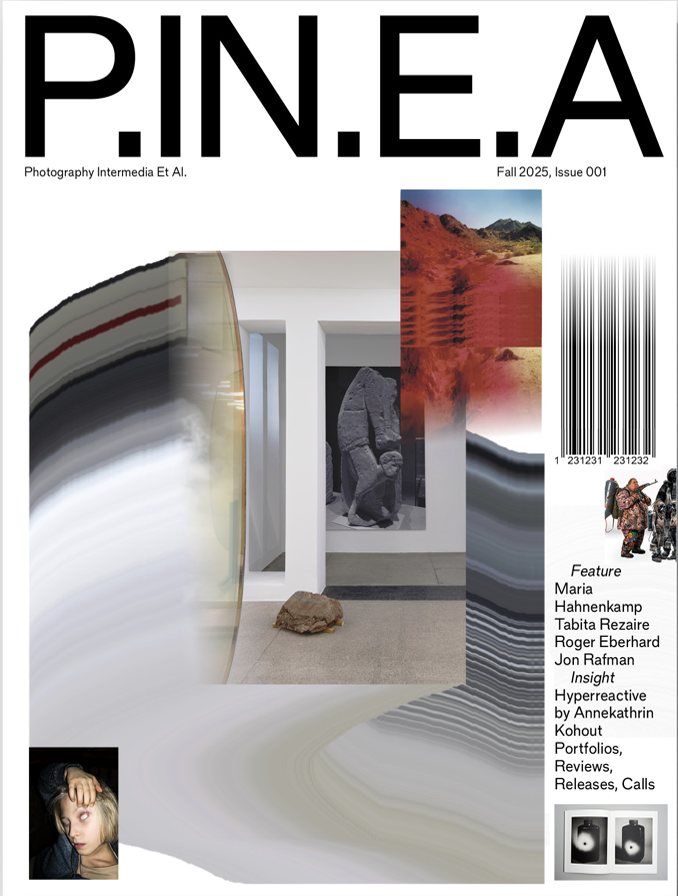 P.IN.E.A
Photography Intermedia Et Al.
Fall 2025, Issue 001
1 231231 231232
Feature
Maria
Hahnenkamp
Tabita Rezaire
Roger Eberhard
Jon Rafman
Insight
Hyperreactive
by Annekathrin
Kohout
Portfolios,
Reviews,
Releases, Calls